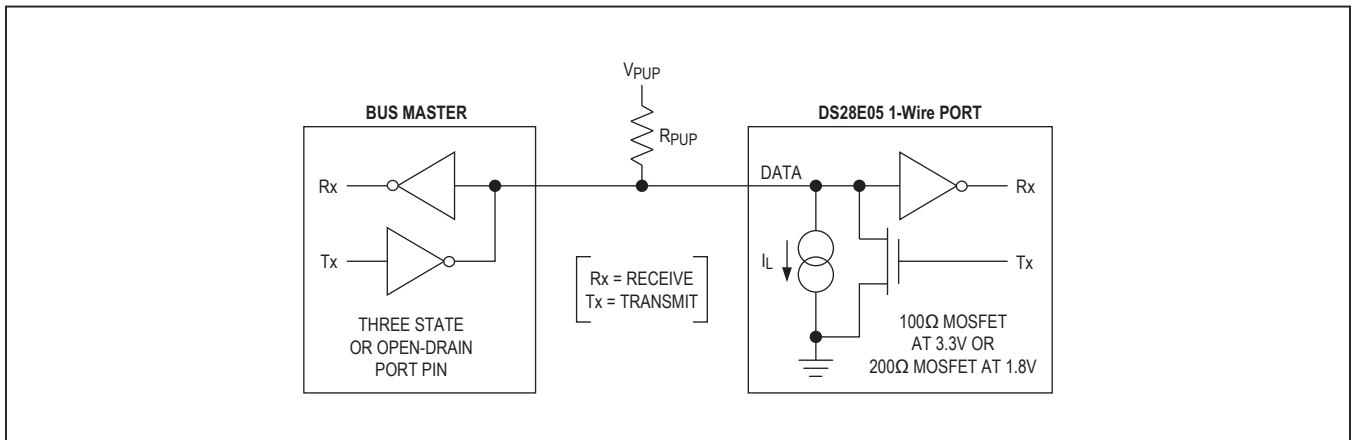 VPUP
BUS MASTER
DS28E05 1-Wire PORT
RPUP
Rx
DATA
Rx
Tx
IL
Tx
Rx = RECEIVE
Tx = TRANSMIT
THREE STATE
OR OPEN-DRAIN
PORT PIN
100Ω MOSFET
AT 3.3V OR
200Ω MOSFET AT 1.8V